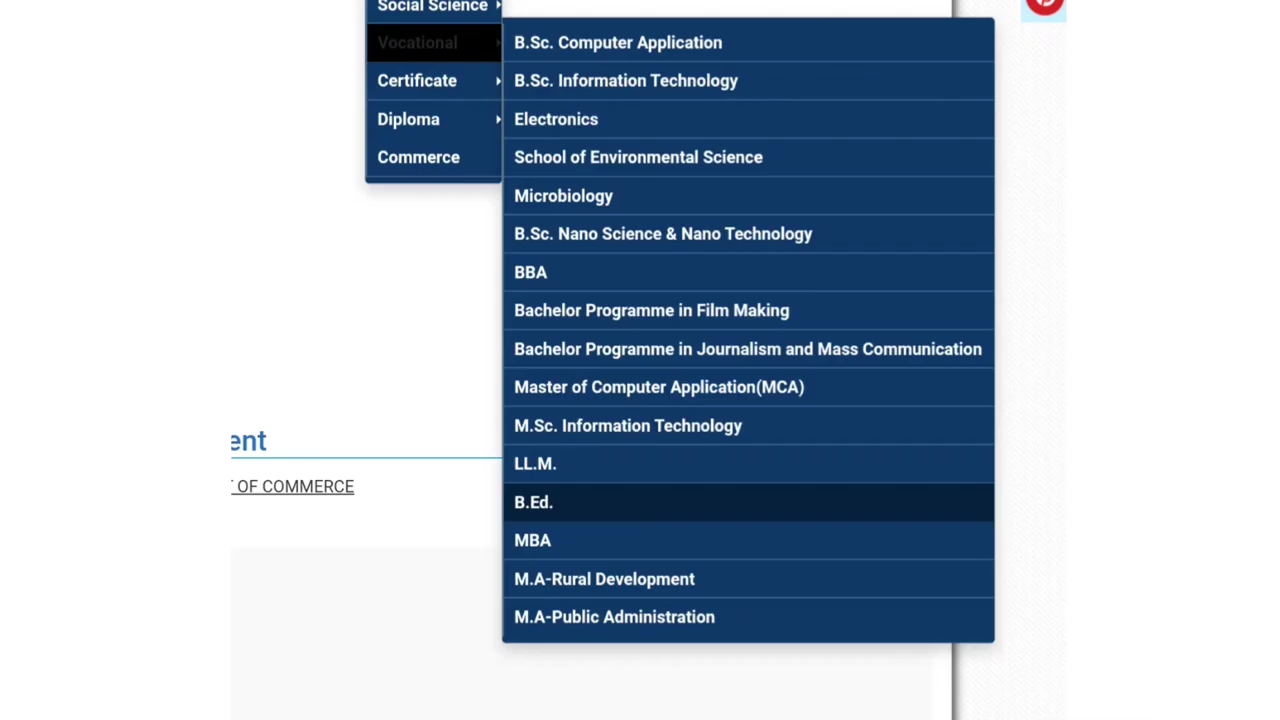 Social Science
Vocational
Certificate
Diploma
Commerce
B.Sc. Computer Application
B.Sc. Information Technology
Electronics
School of Environmental Science
Microbiology
B.Sc. Nano Science & Nano Technology
BBA
Bachelor Programme in Film Making
Bachelor Programme in Journalism and Mass Communication
Master of Computer Application(MCA)
M.Sc. Information Technology
LL.M.
B.Ed.
MBA
M.A-Rural Development
M.A-Public Administration
ent
OF COMMERCE